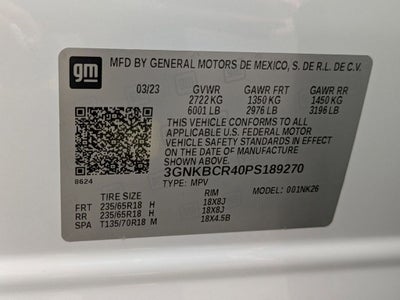 gm MFD BY GENERAL MOTORS DE MEXICO, S. DE R.L. DE C.V.
03/23 GVWR GAWR FRT GAWR RR
2722 KG 1350 KG 1450 KG
6001 LB 2976 LB 3196 LB
THIS VEHICLE CONFORMS TO ALL
APPLICABLE U.S. FEDERAL MOTOR
VEHICLE SAFETY STANDARDS IN EFFECT
ON THE DATE OF MANUFACTURE
SHOWN ABOVE.
3GNKBCR40PS189270
8624 TYPE: MPV MODEL: 001NK26
TIRE SIZE RIM
FRT 235/65R18 H 18X8J
RR 235/65R18 H 18X8J
SPA T135/70R18 M 18X4.5B